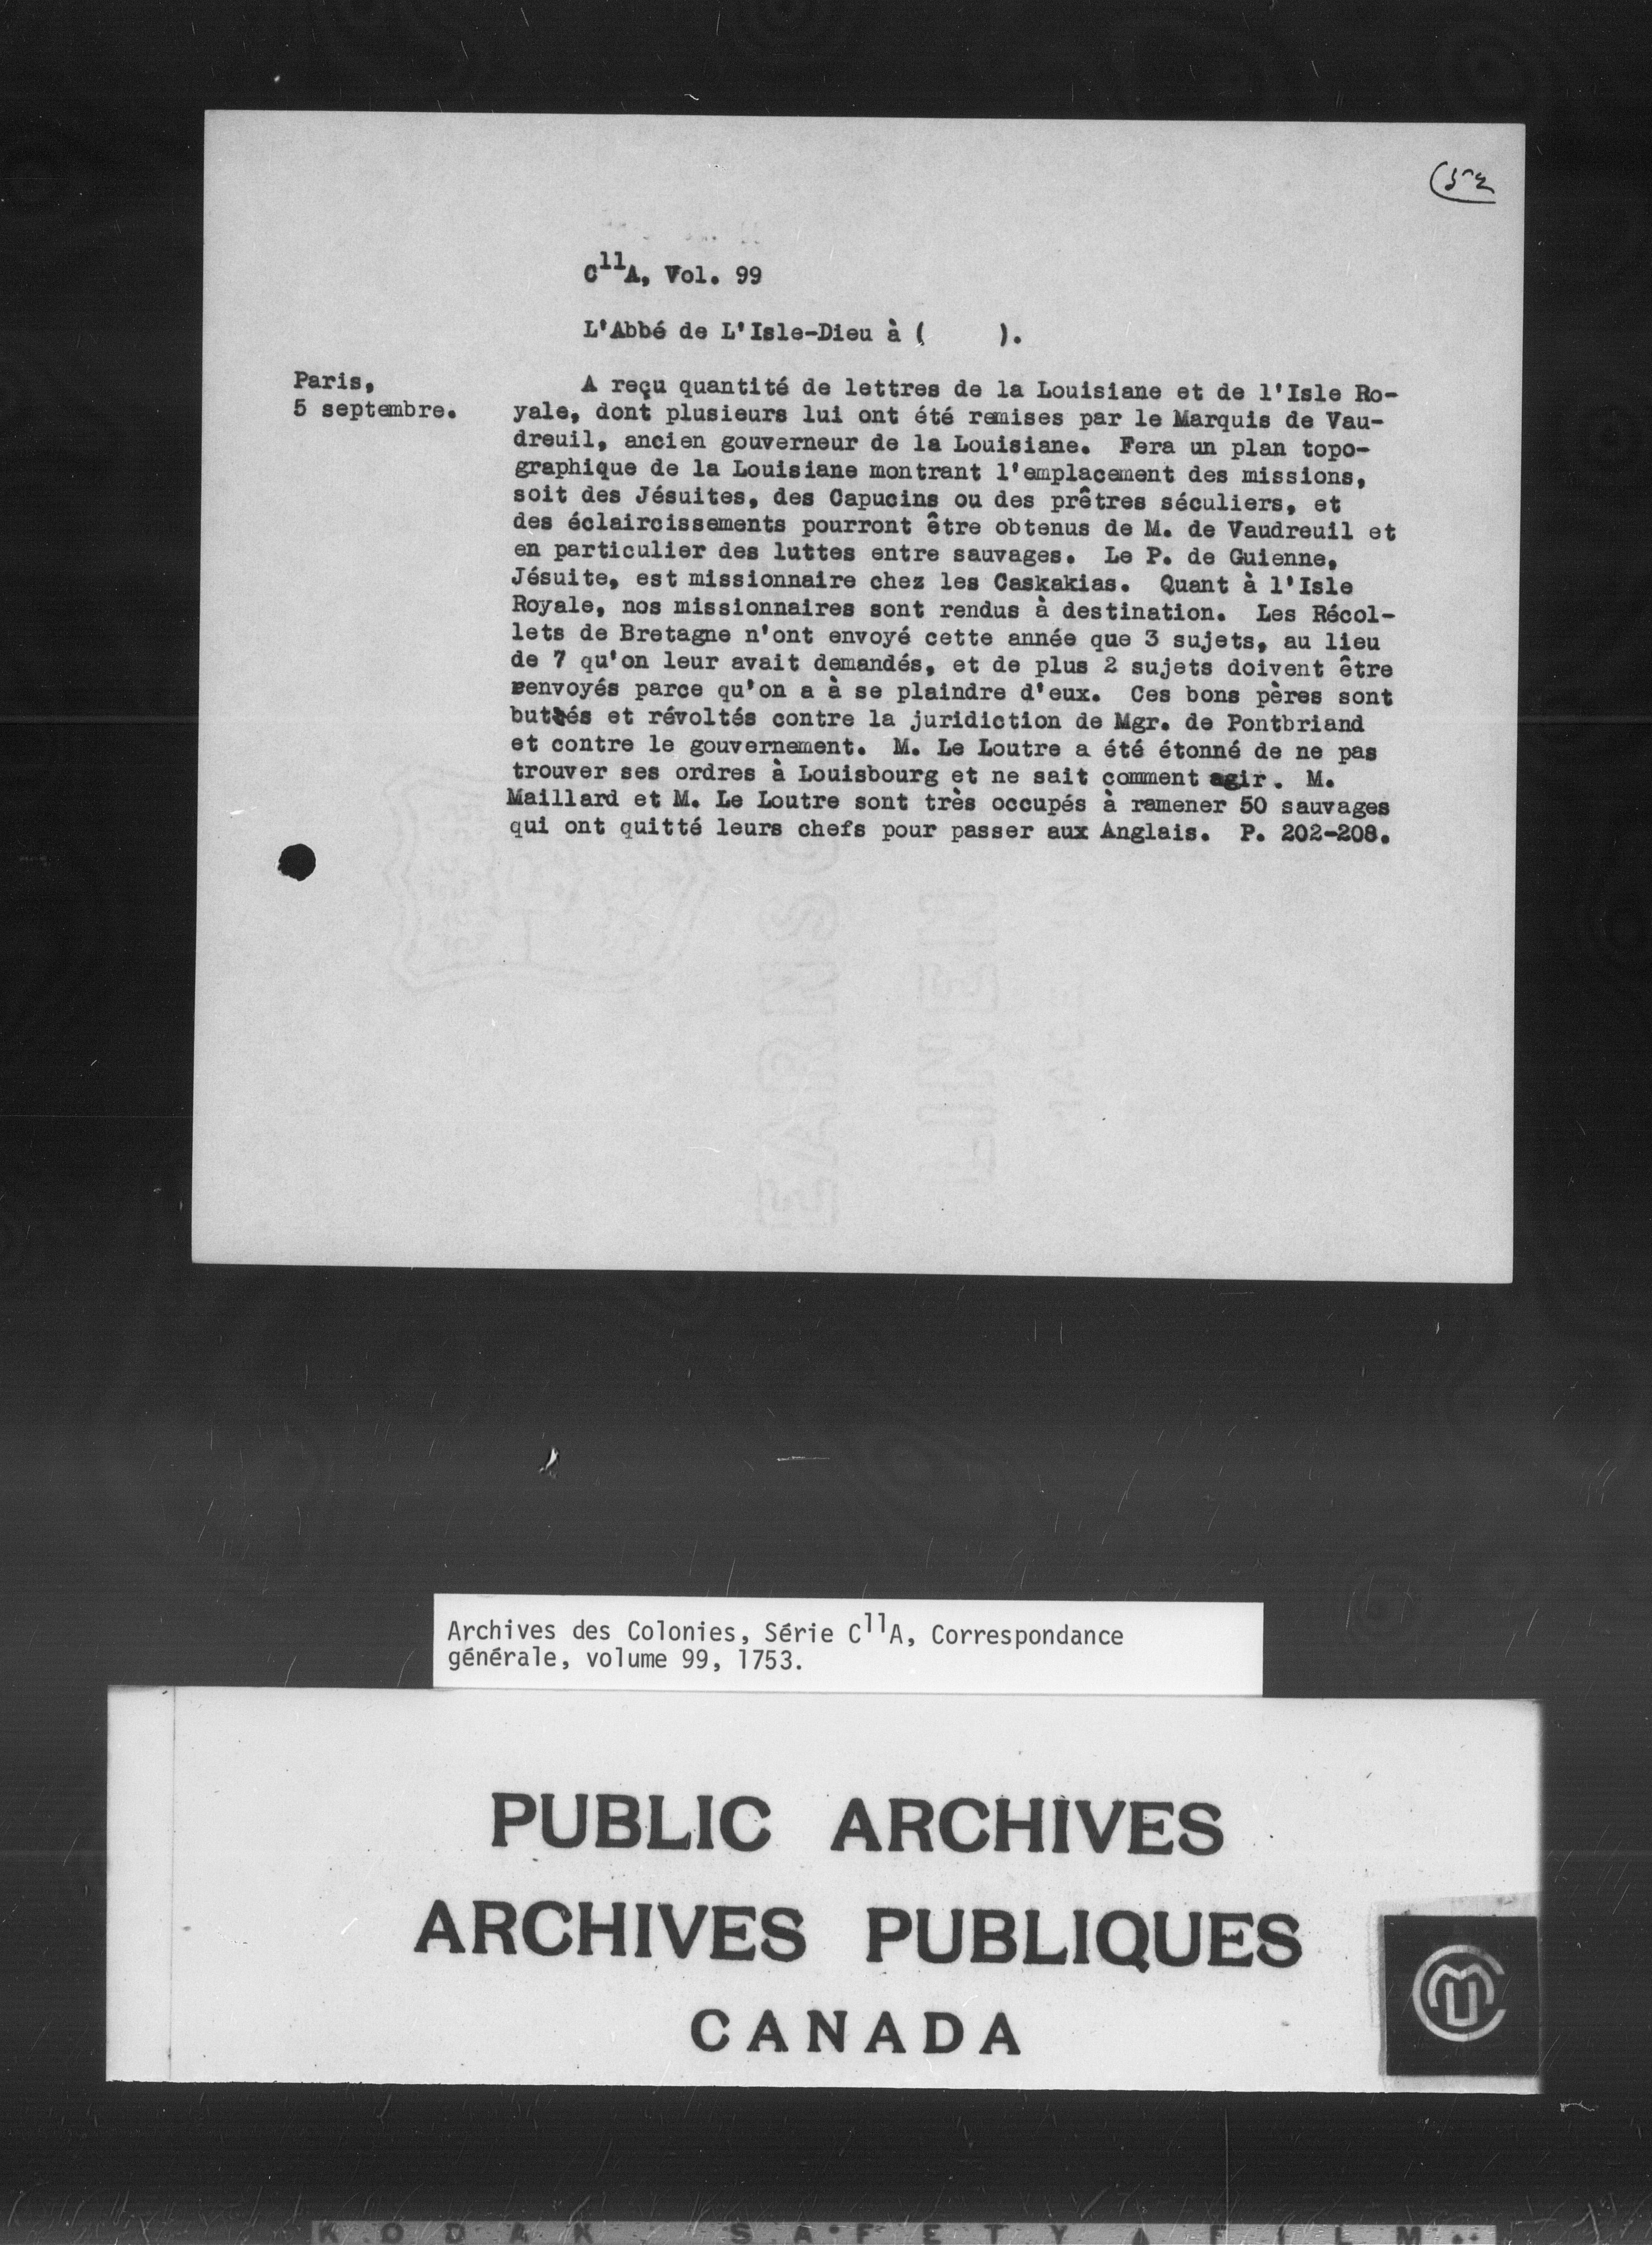 C11A, Vol. 99
L'Abbé de L'Isle-Dieu à ( ).
Paris,
5 septembre.
A reçu quantité de lettres de la Louisiane et de l'Isle Ro-
yale, dont plusieurs lui ont été remises par le Marquis de Vau-
dreuil, ancien gouverneur de la Louisiane. Fera un plan topo-
graphique de la Louisiane montrant l'emplacement des missions,
soit des Jésuites, des Capucins ou des prêtres séculiers, et
des éclaircissements pourront être obtenus de M. de Vaudreuil et
en particulier des luttes entre sauvages. Le P. de Guienne,
Jésuite, est missionnaire chez les Caskakias. Quant à l'Isle
Royale, nos missionnaires sont rendus à destination. Les Récol-
lets de Bretagne n'ont envoyé cette année que 3 sujets, au lieu
de 7 qu'on leur avait demandés, et de plus 2 sujets doivent être
renvoyés parce qu'on a à se plaindre d'eux. Ces bons pères sont
buttés et révoltés contre la juridiction de Mgr. de Pontbriand
et contre le gouvernement. M. Le Loutre a été étonné de ne pas
trouver ses ordres à Louisbourg et ne sait comment agir. M.
Maillard et M. Le Loutre sont très occupés à ramener 50 sauvages
qui ont quitté leurs chefs pour passer aux Anglais. P. 202-208.
Archives des Colonies, Série C11A, Correspondance
générale, volume 99, 1753.
PUBLIC ARCHIVES
ARCHIVES PUBLIQUES
CANADA
KODAK SAFETY FILM